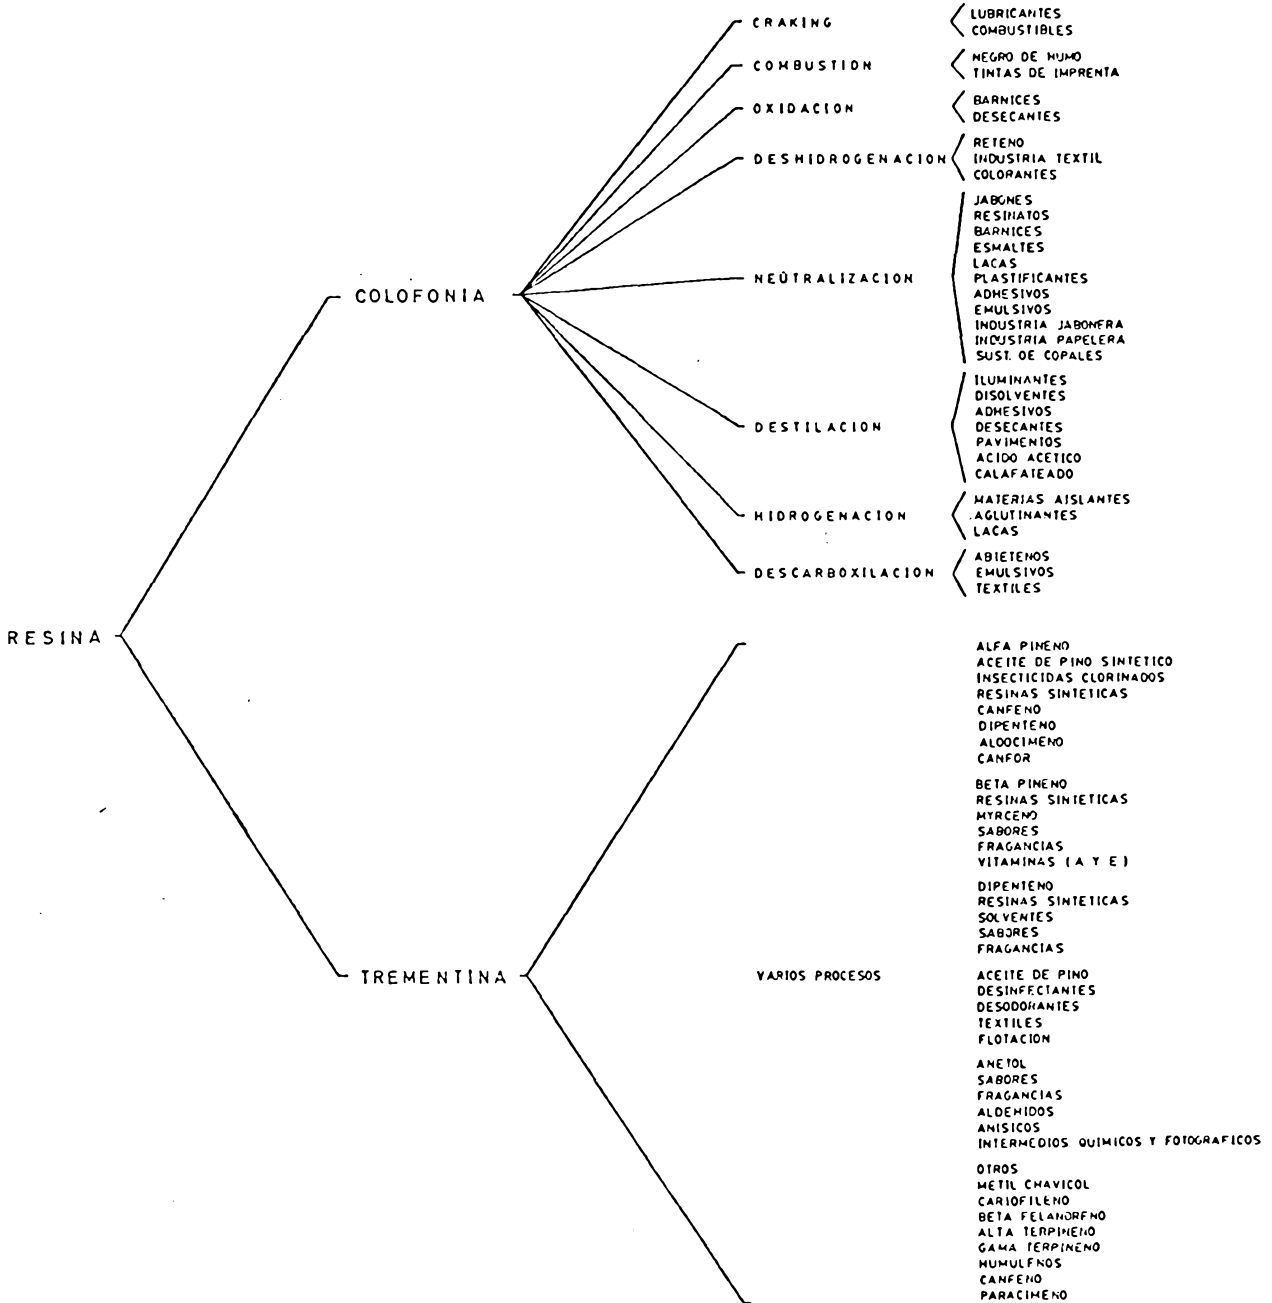 RESINA
COLOFONIA
CRAKING
LUBRICANTES
COMBUSTIBLES
COMBUSTION
NEGRO DE HUMO
TINTAS DE IMPRENTA
OXIDACION
BARNICES
DESECANTES
DESHIDROGENACION
RETENO
INDUSTRIA TEXTIL
COLORANTES
NEUTRALIZACION
JABONES
RESINATOS
BARNICES
ESMALTES
LACAS
PLASTIFICANTES
ADHESIVOS
EMULSIVOS
INDUSTRIA JABONERA
INDUSTRIA PAPELERA
SUST. DE COPALES
DESTILACION
ILUMINANTES
DISOLVENTES
ADHESIVOS
DESECANTES
PAVIMENTOS
ACIDO ACETICO
CALAFATEADO
HIDROGENACION
MATERIAS AISLANTES
AGLUTINANTES
LACAS
DESCARBOXILACION
ABIETENOS
EMULSIVOS
TEXTILES
TREMENTINA
VARIOS PROCESOS
ALFA PINENO
ACEITE DE PINO SINTETICO
INSECTICIDAS CLORINADOS
RESINAS SINTETICAS
CANFENO
DIPENTENO
ALOOCIMENO
CANFOR
BETA PINENO
RESINAS SINTETICAS
MYRCENO
SABORES
FRAGANCIAS
VITAMINAS (A Y E)
DIPENTENO
RESINAS SINTETICAS
SOLVENTES
SABORES
FRAGANCIAS
ACEITE DE PINO
DESINFECTANTES
DESODORANTES
TEXTILES
FLOTACION
ANETOL
SABORES
FRAGANCIAS
ALDEHIDOS
ANISICOS
INTERMEDIOS QUIMICOS Y FOTOGRAFICOS
OTROS
METIL CHAVICOL
CARIOFILENO
BETA FELANDRENO
ALTA TERPINENO
GAMA TERPINENO
HUMULENOS
CANFENO
PARACIMENO